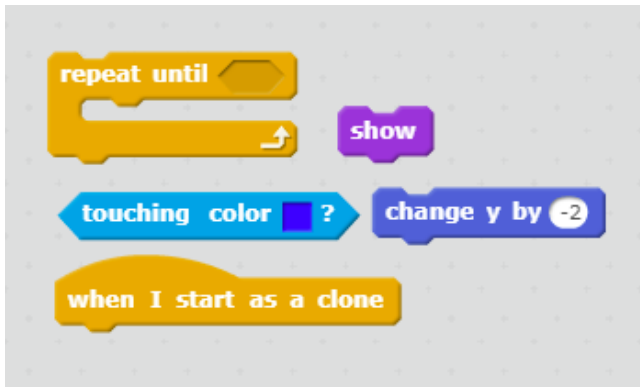 repeat until
show
touching color ?
change y by -2
when I start as a clone